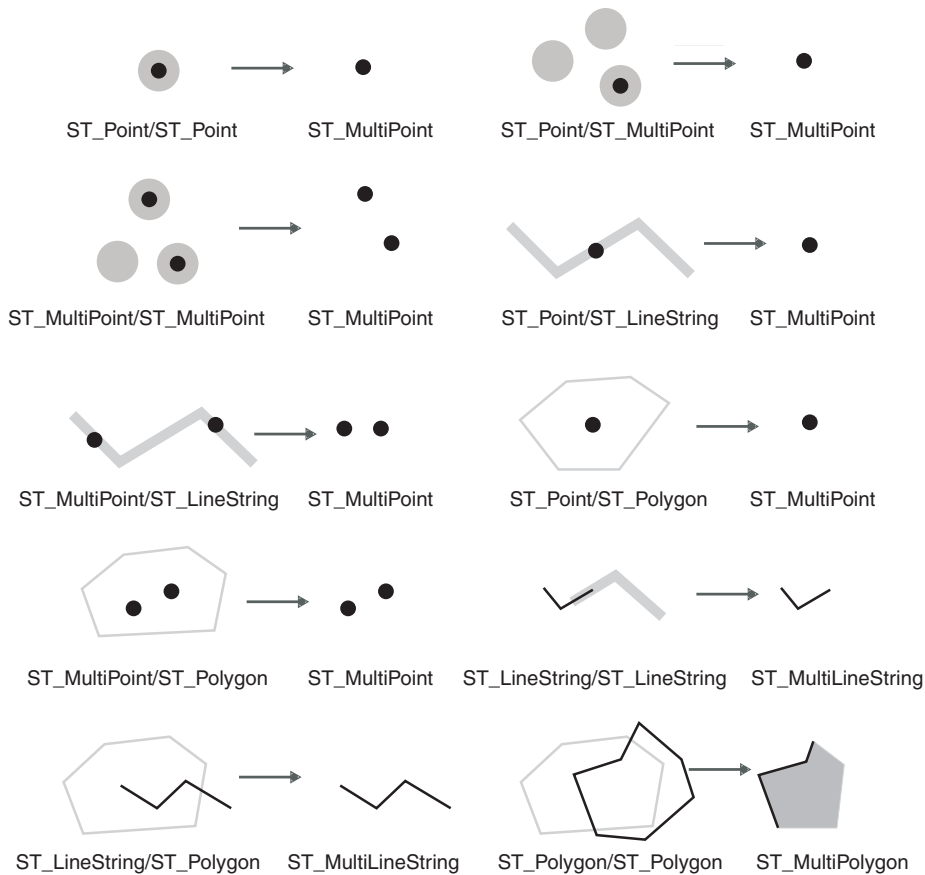 ST_Point/ST_Point ST_MultiPoint ST_Point/ST_MultiPoint ST_MultiPoint
ST_MultiPoint/ST_MultiPoint ST_MultiPoint ST_Point/ST_LineString ST_MultiPoint
ST_MultiPoint/ST_LineString ST_MultiPoint ST_Point/ST_Polygon ST_MultiPoint
ST_MultiPoint/ST_Polygon ST_MultiPoint ST_LineString/ST_LineString ST_MultiLineString
ST_LineString/ST_Polygon ST_MultiLineString ST_Polygon/ST_Polygon ST_MultiPolygon